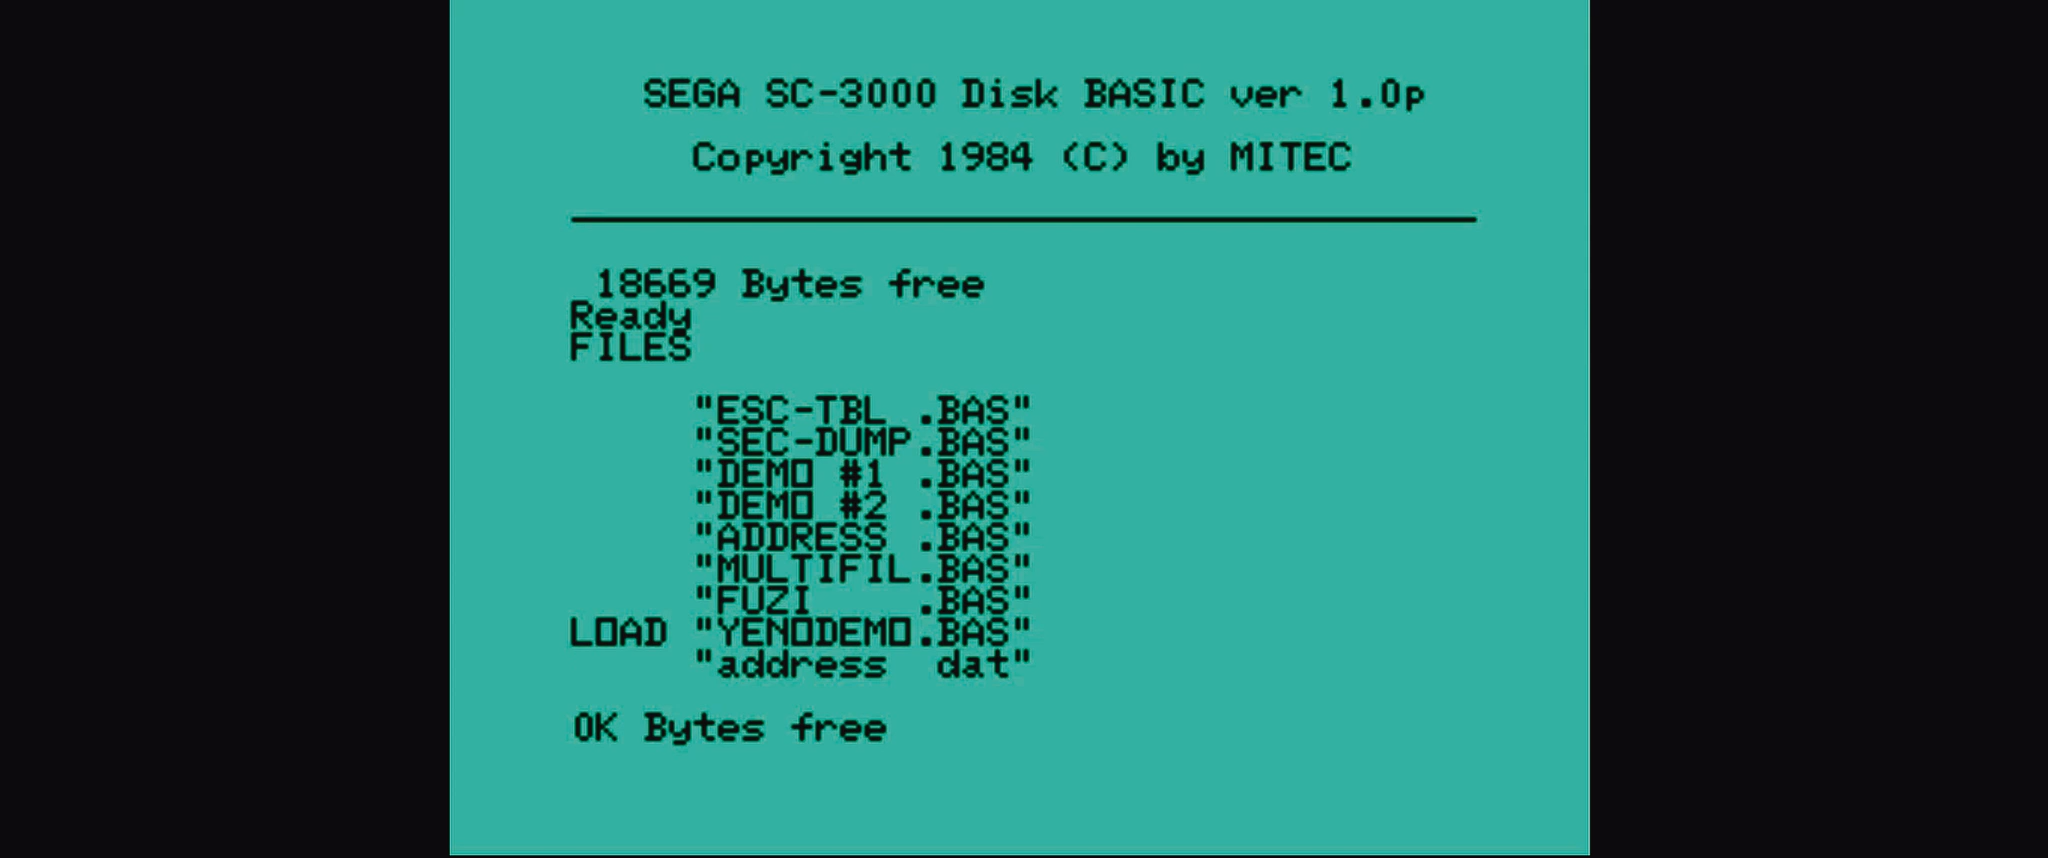 SEGA SC-3000 Disk BASIC ver 1.0p
Copyright 1984 (C) by MITEC
18669 Bytes free
Ready
FILES
"ESC-TBL .BAS"
"SEC-DUMP.BAS"
"DEMO #1 .BAS"
"DEMO #2 .BAS"
"ADDRESS .BAS"
"MULTIFIL.BAS"
"FUZI    .BAS"
LOAD "YENODEMO.BAS"
"address  dat"
0K Bytes free